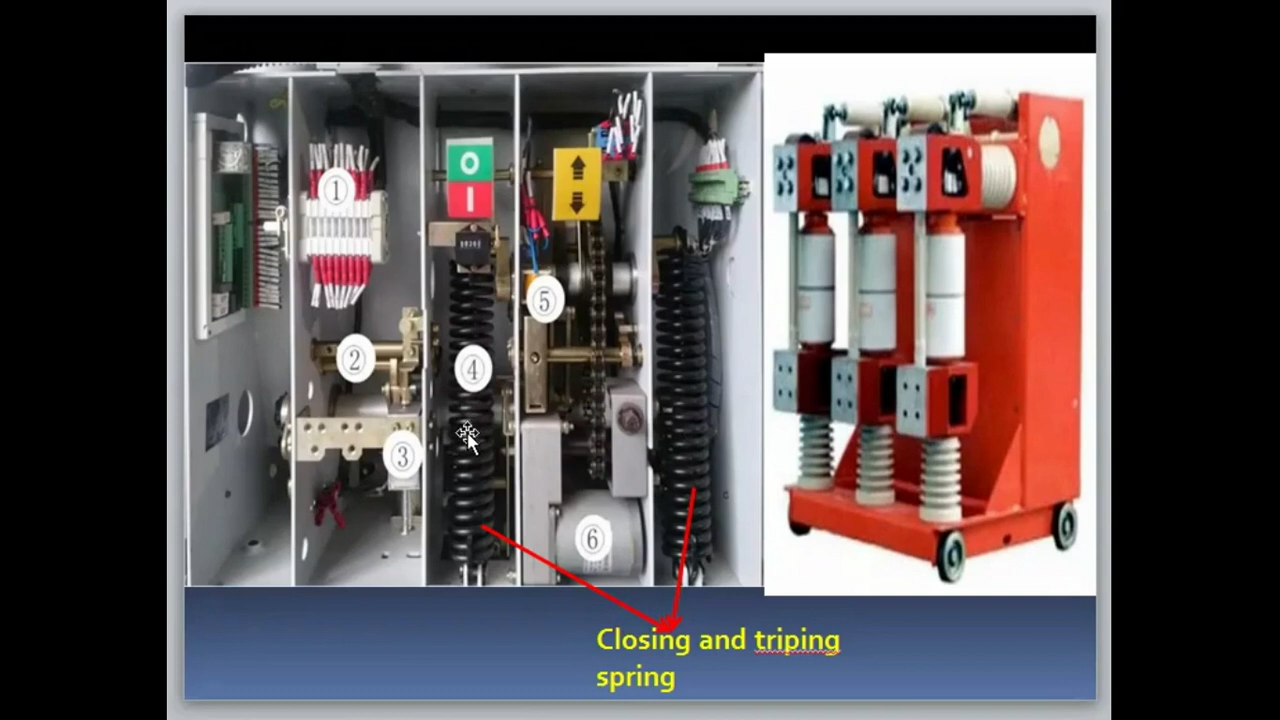 ①
O
I
②
③
④
⑤
⑥
Closing and triping
spring